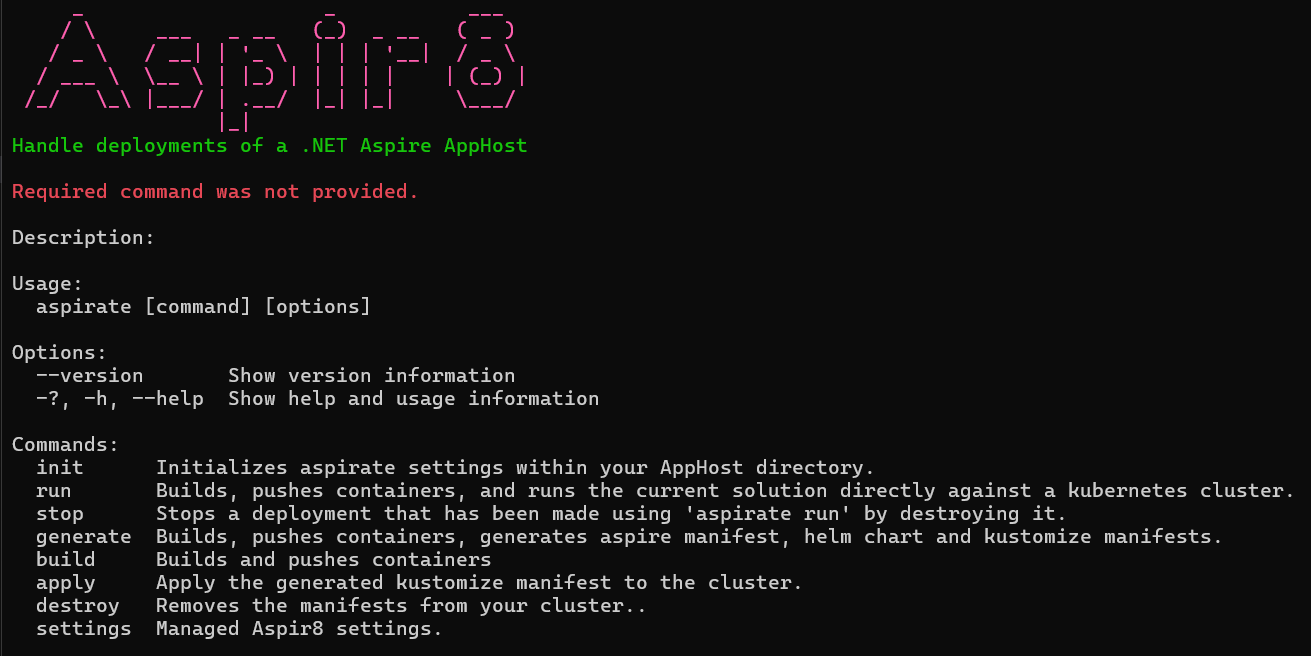 Aspir8
Handle deployments of a .NET Aspire AppHost
Required command was not provided.
Description:
Usage:
aspirate [command] [options]
Options:
--version Show version information
-?, -h, --help Show help and usage information
Commands:
init Initializes aspirate settings within your AppHost directory.
run Builds, pushes containers, and runs the current solution directly against a kubernetes cluster.
stop Stops a deployment that has been made using 'aspirate run' by destroying it.
generate Builds, pushes containers, generates aspire manifest, helm chart and kustomize manifests.
build Builds and pushes containers
apply Apply the generated kustomize manifest to the cluster.
destroy Removes the manifests from your cluster..
settings Managed Aspir8 settings.